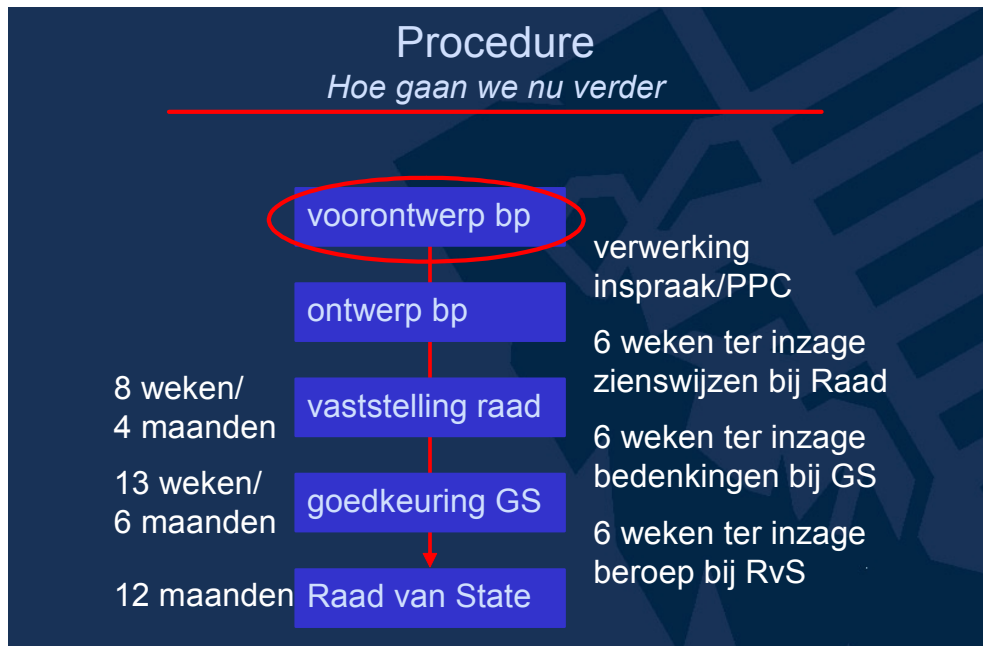 Procedure
Hoe gaan we nu verder
voorontwerp bp
verwerking
inspraak/PPC
ontwerp bp
6 weken ter inzage
zienswijzen bij Raad
8 weken/
4 maanden
vaststelling raad
6 weken ter inzage
bedenkingen bij GS
13 weken/
6 maanden
goedkeuring GS
6 weken ter inzage
beroep bij RvS
12 maanden
Raad van State